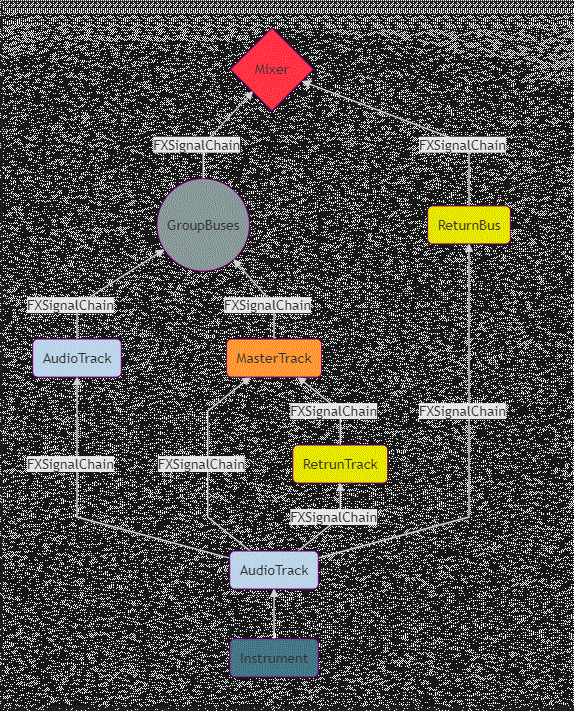 Mixer
FXSignalChain
FXSignalChain
GroupBuses
ReturnBus
FXSignalChain
FXSignalChain
AudioTrack
MasterTrack
FXSignalChain
FXSignalChain
FXSignalChain
FXSignalChain
RetrunTrack
FXSignalChain
AudioTrack
Instrument